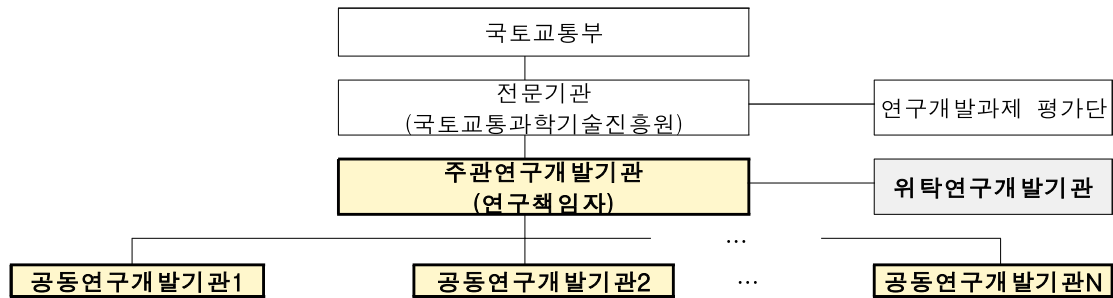 국토교통부
전문기관
(국토교통과학기술진흥원)
연구개발과제 평가단
주관연구개발기관
(연구책임자)
위탁연구개발기관
…
공동연구개발기관1
공동연구개발기관2
…
공동연구개발기관N